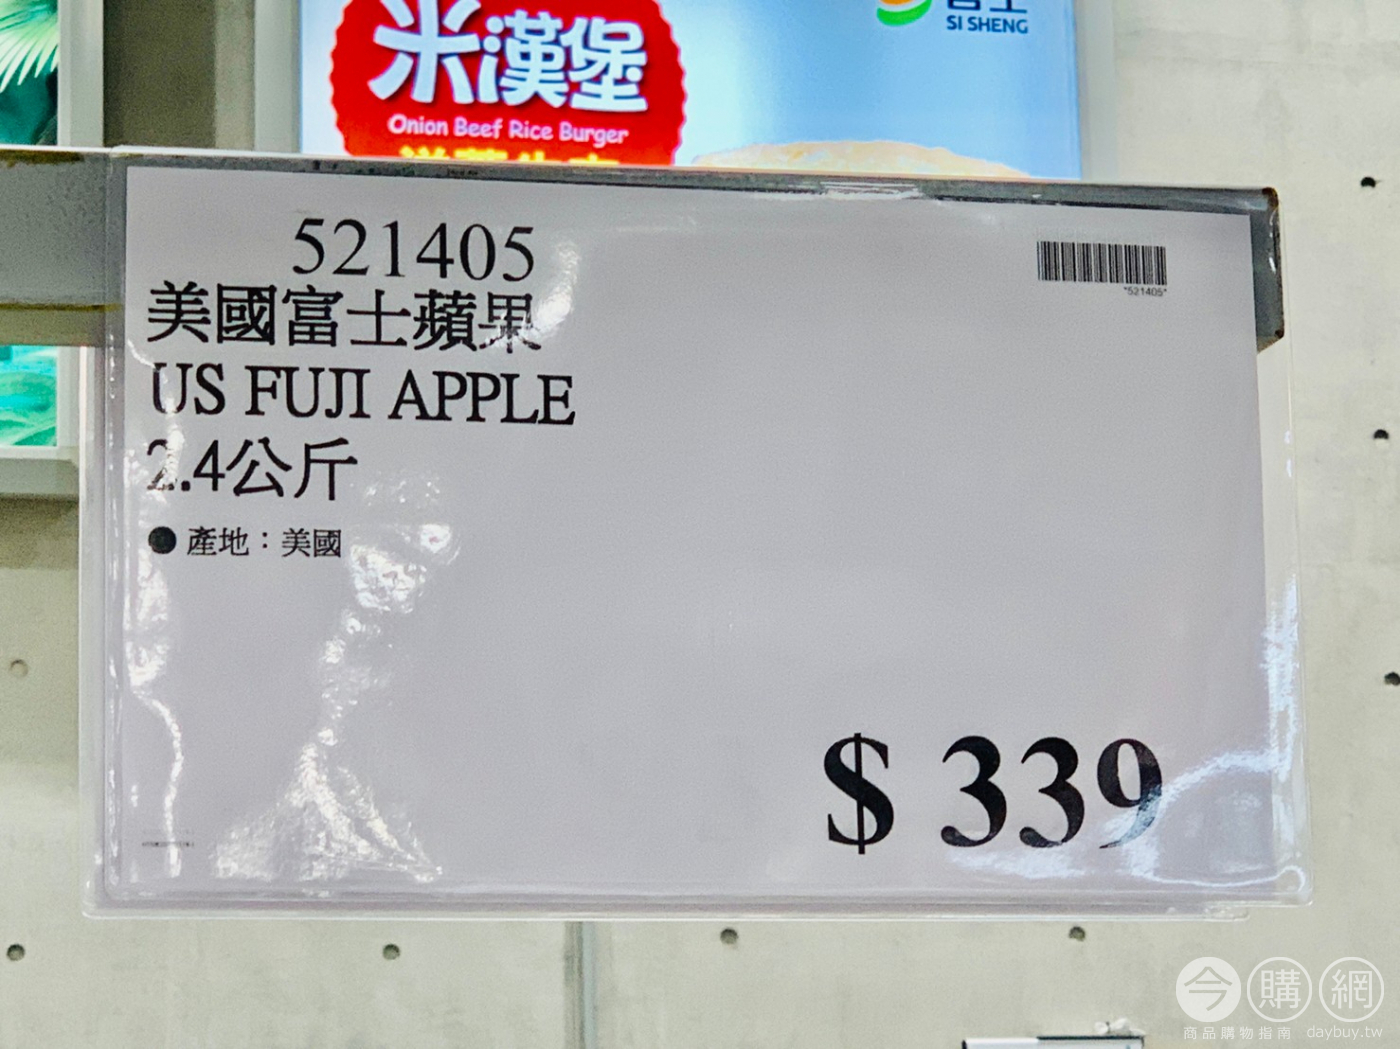 米漢堡
Onion Beef Rice Burger
SI SHENG
521405
*521405*
美國富士蘋果
US FUJI APPLE
2.4公斤
● 產地：美國
$ 339
今購網
商品購物指南 daybuy.tw